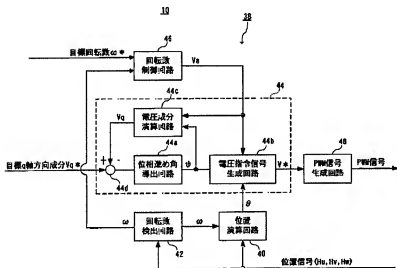 10
38
目標回転数ω*
46
回転数
制御回路
Va
44
44c
電圧成分
演算回路
Vq
44a
44b
48
目標q軸方向成分Vq*
+
-
位相進め角
導出回路
ψ
電圧指令信号
生成回路
V*
PWM信号
生成回路
PWM信号
44d
θ
ω
回転数
検出回路
ω
位置
演算回路
42
40
位置信号(Hu,Hv,Hw)